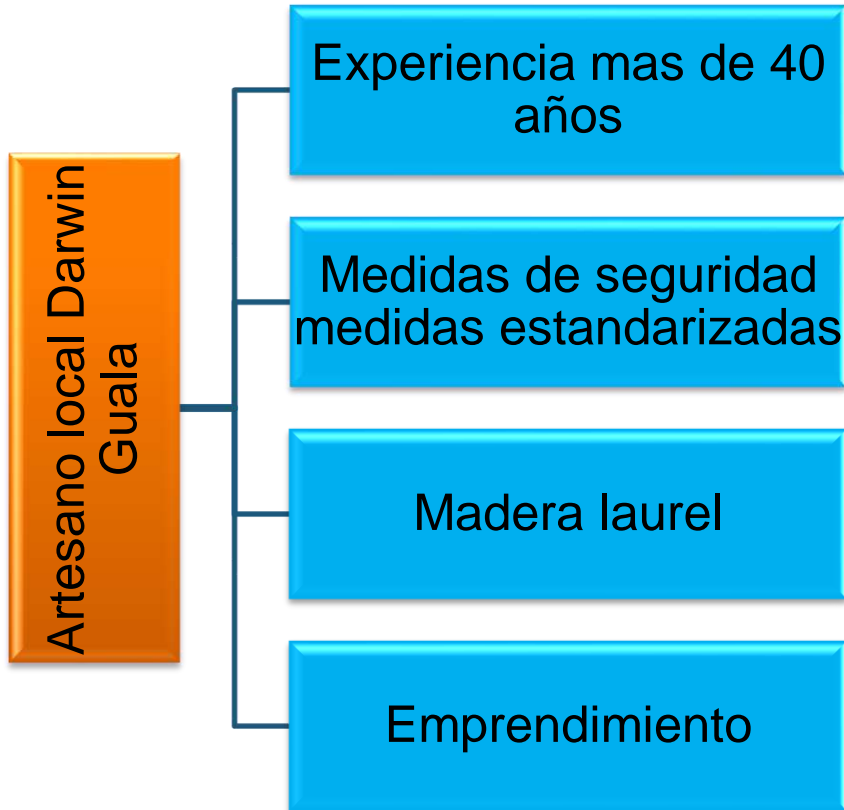 Artesano local Darwin
Guala
Experiencia mas de 40
años
Medidas de seguridad
medidas estandarizadas
Madera laurel
Emprendimiento